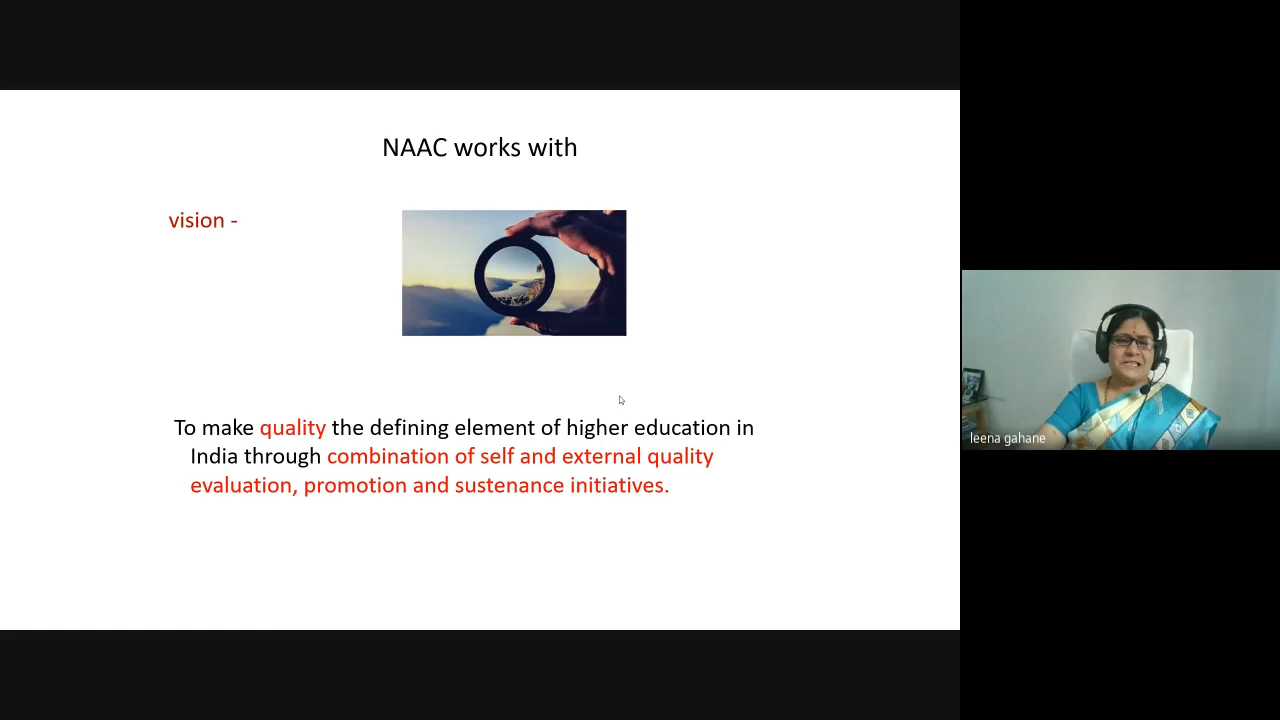 NAAC works with
vision -
To make quality the defining element of higher education in
India through combination of self and external quality
evaluation, promotion and sustenance initiatives.
leena gahane